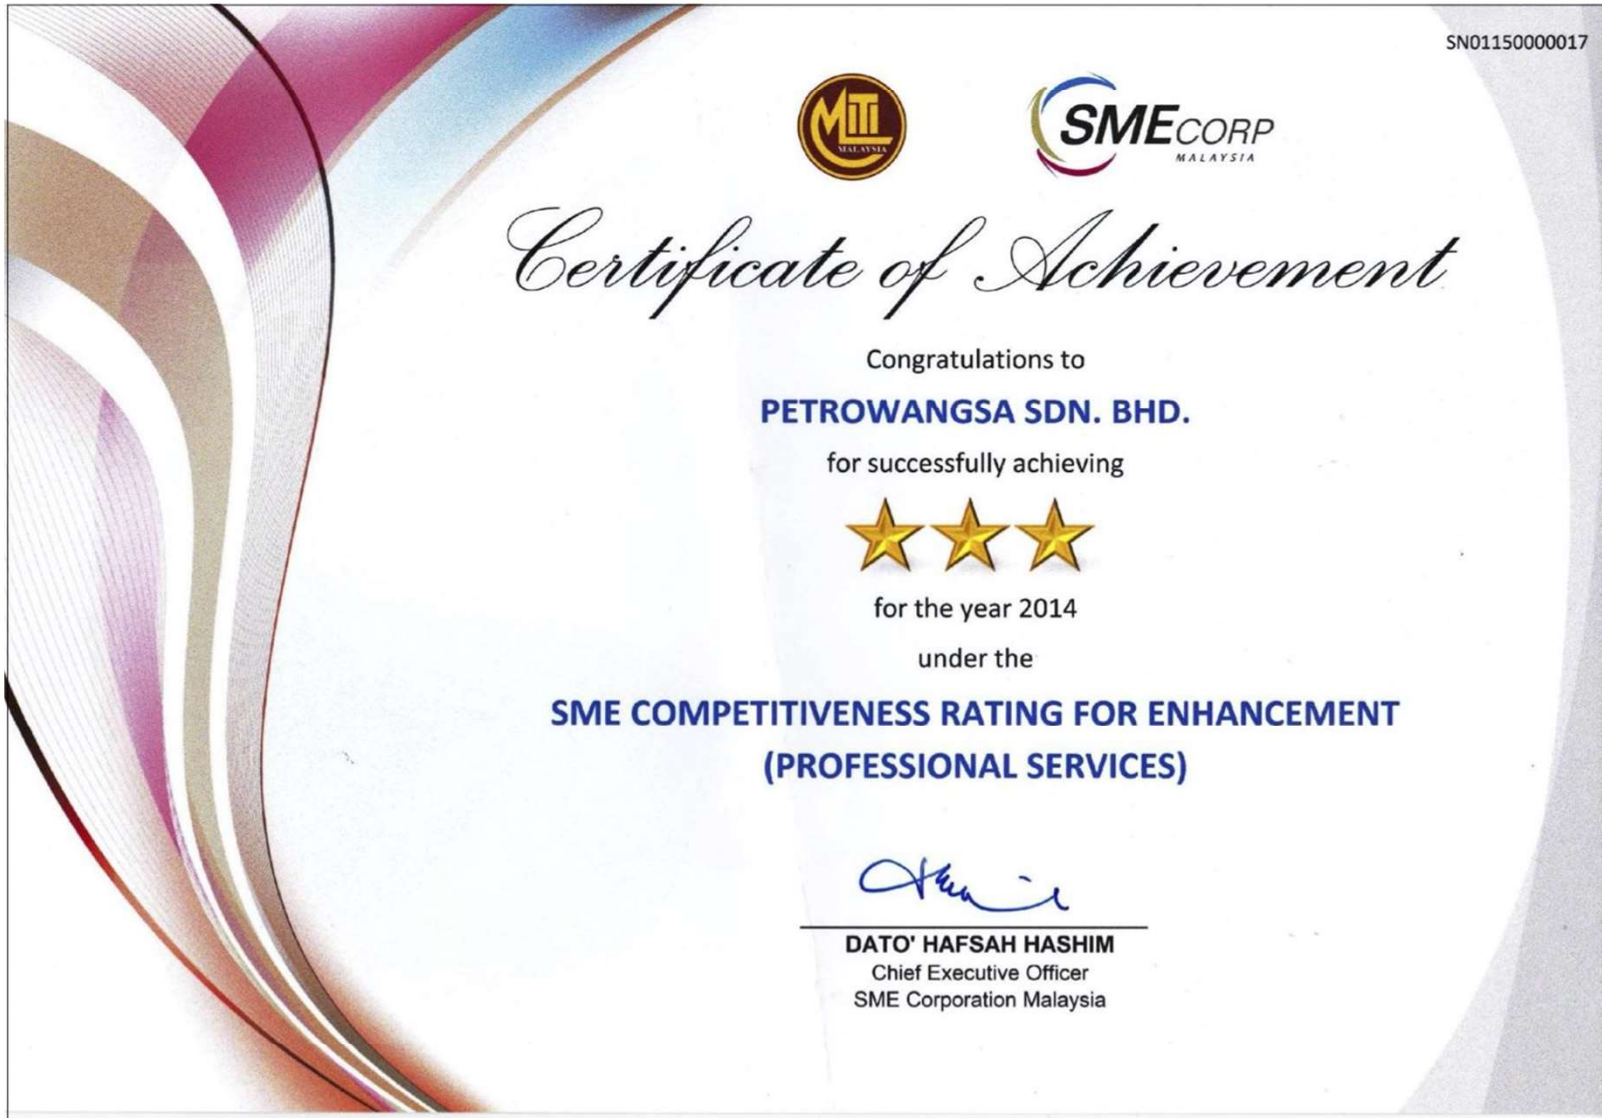 SN01150000017
MITI
MALAYSIA
SMECORP
MALAYSIA
Certificate of Achievement
Congratulations to
PETROWANGSA SDN. BHD.
for successfully achieving
for the year 2014
under the
SME COMPETITIVENESS RATING FOR ENHANCEMENT
(PROFESSIONAL SERVICES)
DATO' HAFSAH HASHIM
Chief Executive Officer
SME Corporation Malaysia